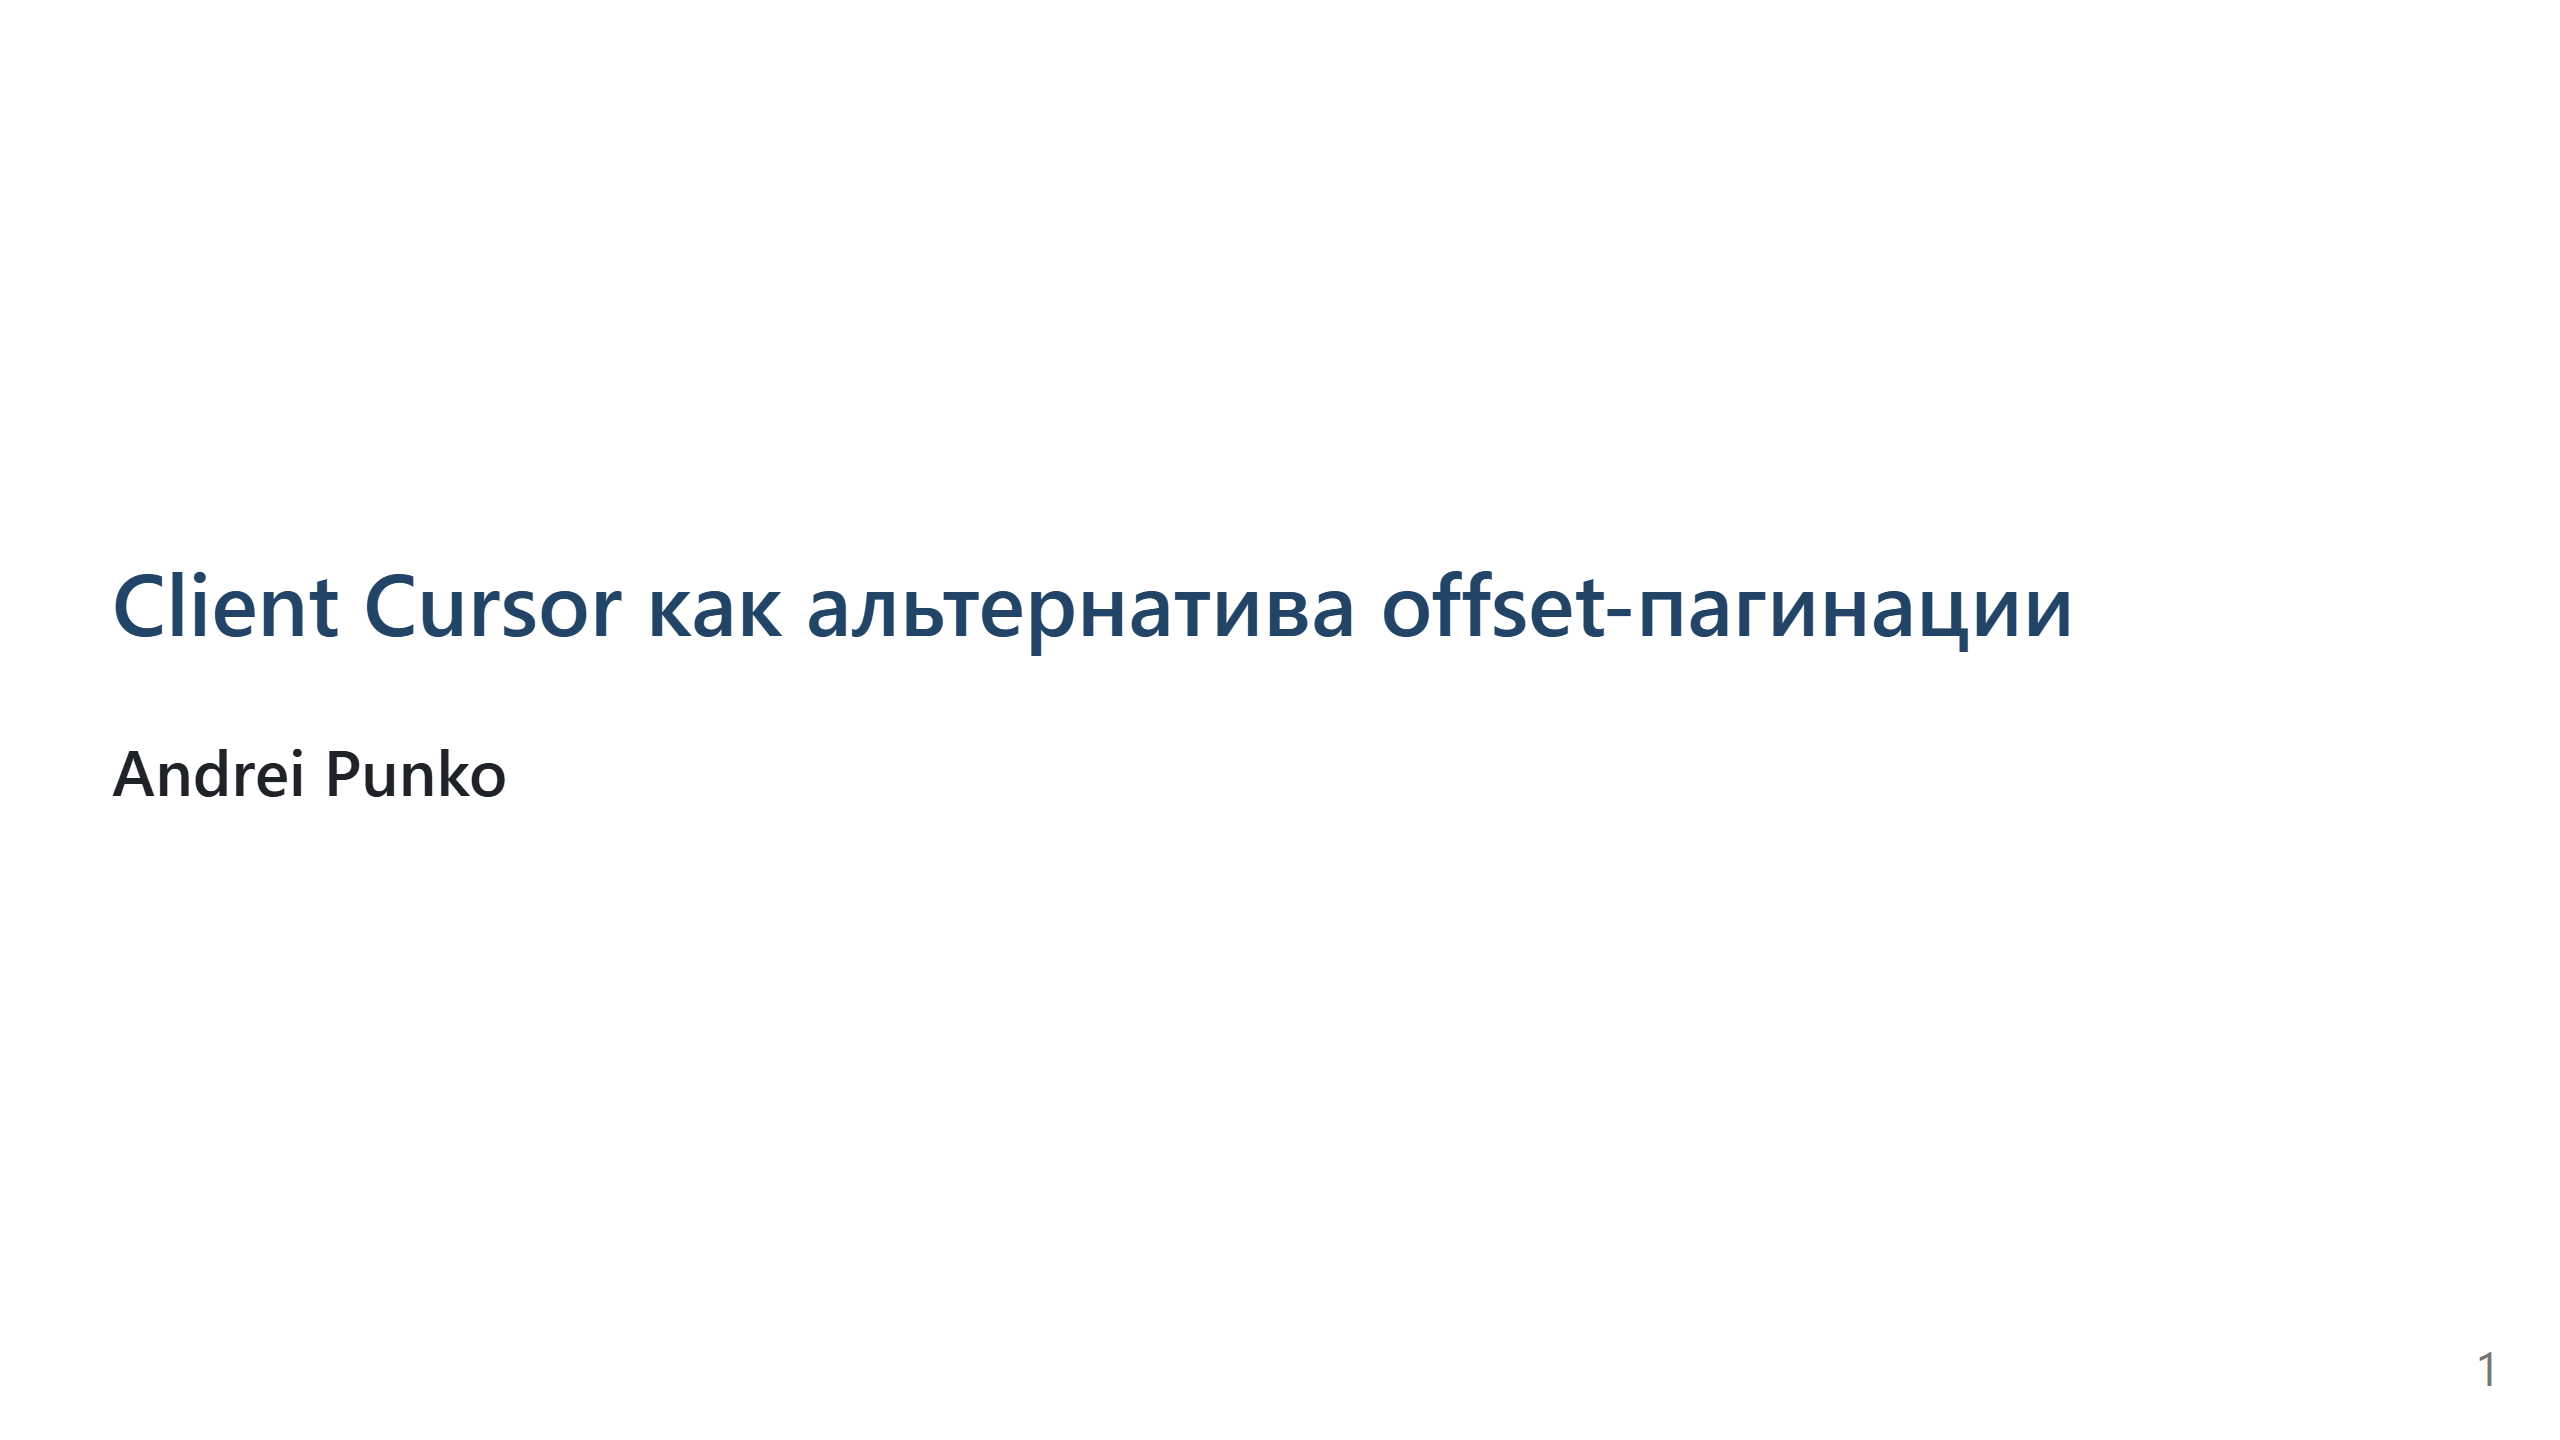 Client Cursor как альтернатива offset-пагинации
Andrei Punko
1